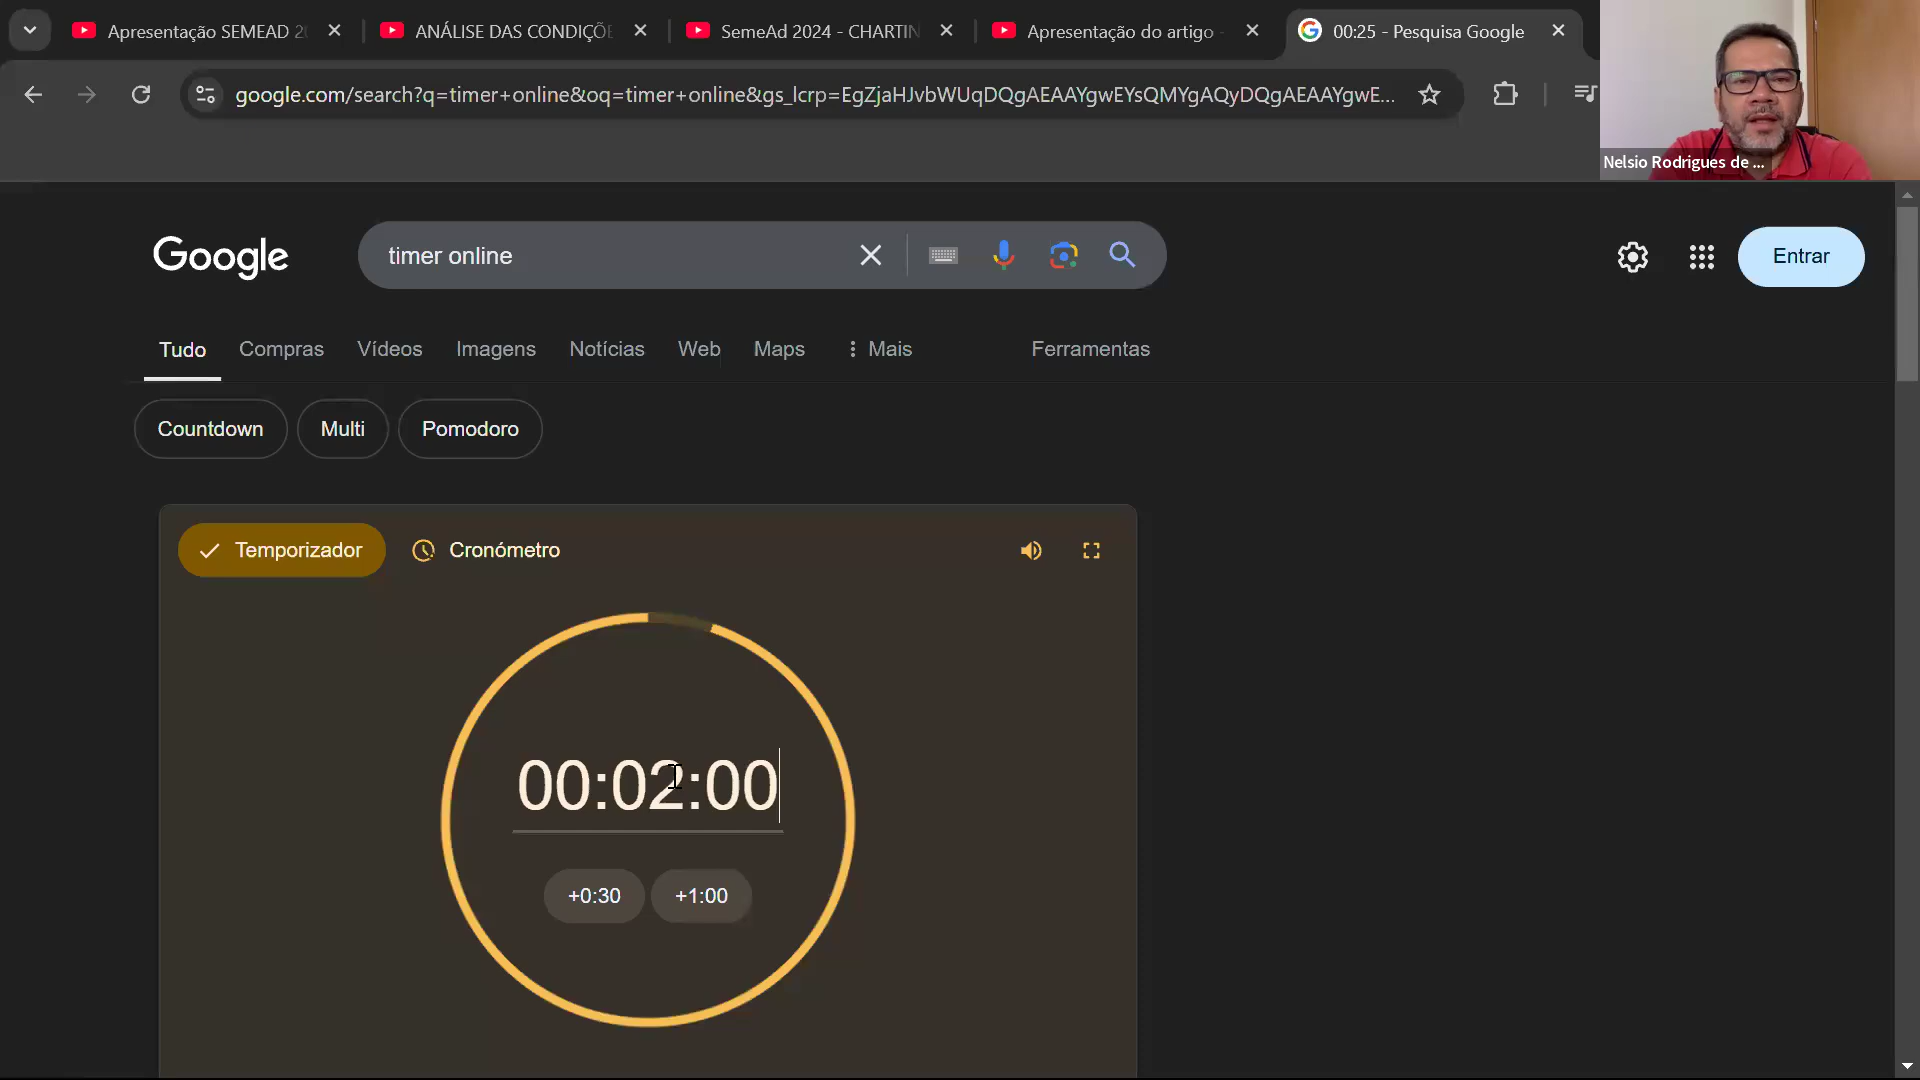 Apresentação SEMEAD 2
ANÁLISE DAS CONDIÇÕE
SemeAd 2024 - CHARTIN
Apresentação do artigo -
00:25 - Pesquisa Google
google.com/search?q=timer+online&oq=timer+online&gs_lcrp=EgZjaHJvbWUqDQgAEAAYgwEYsQMYgAQyDQgAEAAYgwE...
Nelsio Rodrigues de ...
Google
timer online
Entrar
Tudo
Compras
Vídeos
Imagens
Notícias
Web
Maps
Mais
Ferramentas
Countdown
Multi
Pomodoro
Temporizador
Cronómetro
00:02:00
+0:30
+1:00